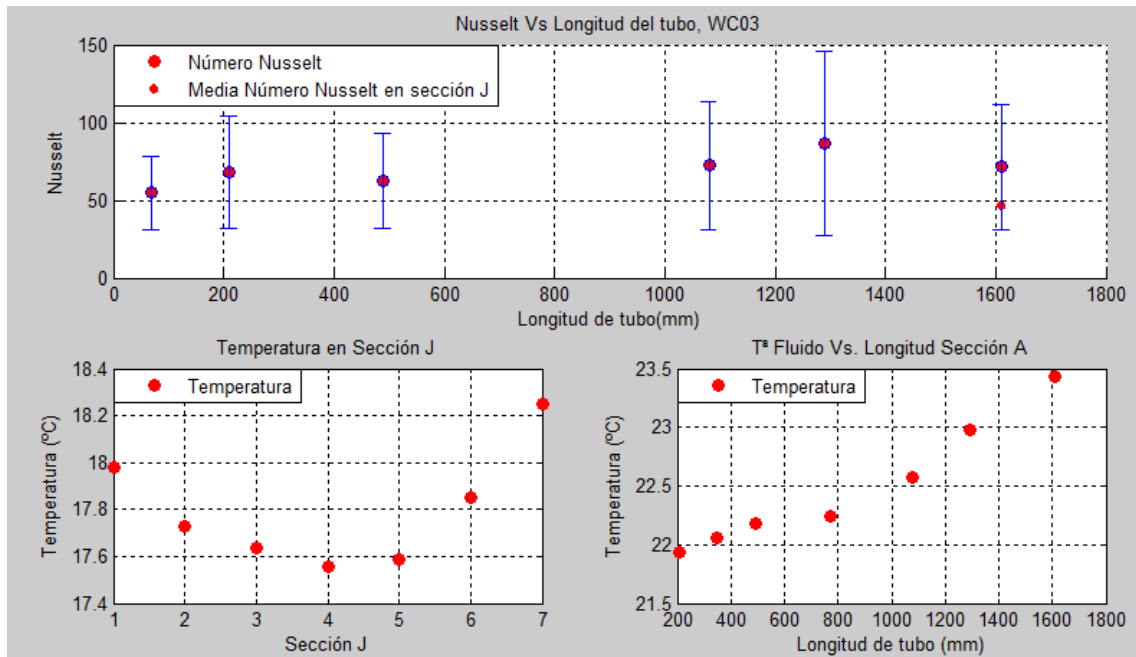 Nusselt Vs Longitud del tubo, WC03
150
100
50
0
Nusselt
Número Nusselt
Media Número Nusselt en sección J
0 200 400 600 800 1000 1200 1400 1600 1800
Longitud de tubo(mm)
Temperatura en Sección J
18.4
18.2
18
17.8
17.6
17.4
Temperatura (ºC)
Temperatura
1 2 3 4 5 6 7
Sección J
Tª Fluido Vs. Longitud Sección A
23.5
23
22.5
22
21.5
Temperatura (ºC)
Temperatura
200 400 600 800 1000 1200 1400 1600 1800
Longitud de tubo (mm)